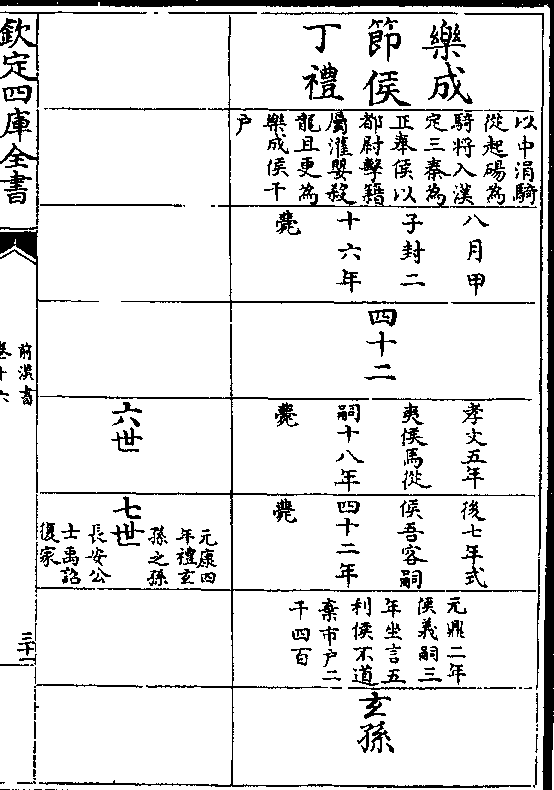 樂成
節侯
丁禮
以中涓騎
從起碭為
騎將入漢
定三秦為
正奉侯以
都尉擊籍
屬灌嬰殺
龍且更為
樂成侯千
戶
八月甲
子封二
十六年
薨
四十二
孝文五年
夷侯馬從
嗣十八年
薨
後七年式
侯吾客嗣
四十二年
薨
元鼎二年
侯義嗣三
年坐言五
利侯不道
棄市戶二
千四百
玄孫
六世
七世
元康四
年禮玄
孫之孫
長安公
士禹詔
復家
欽定四庫全書
前漢書
卷十六
三十一